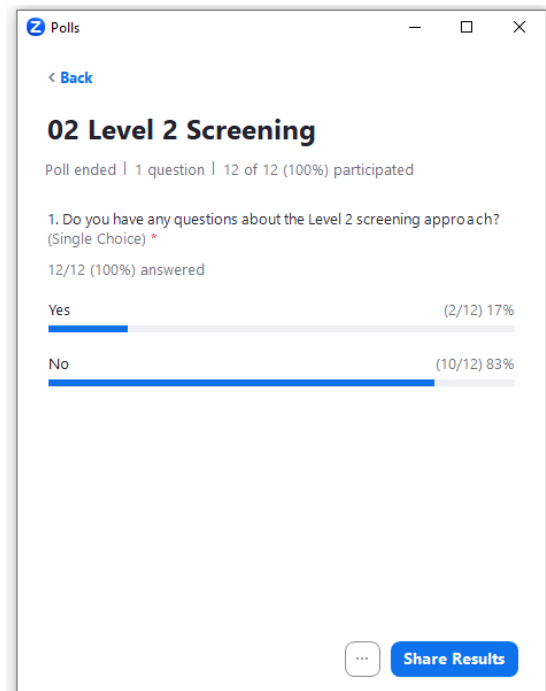 Polls
< Back
02 Level 2 Screening
Poll ended | 1 question | 12 of 12 (100%) participated
1. Do you have any questions about the Level 2 screening approach?
(Single Choice) *
12/12 (100%) answered
Yes (2/12) 17%
No (10/12) 83%
... Share Results